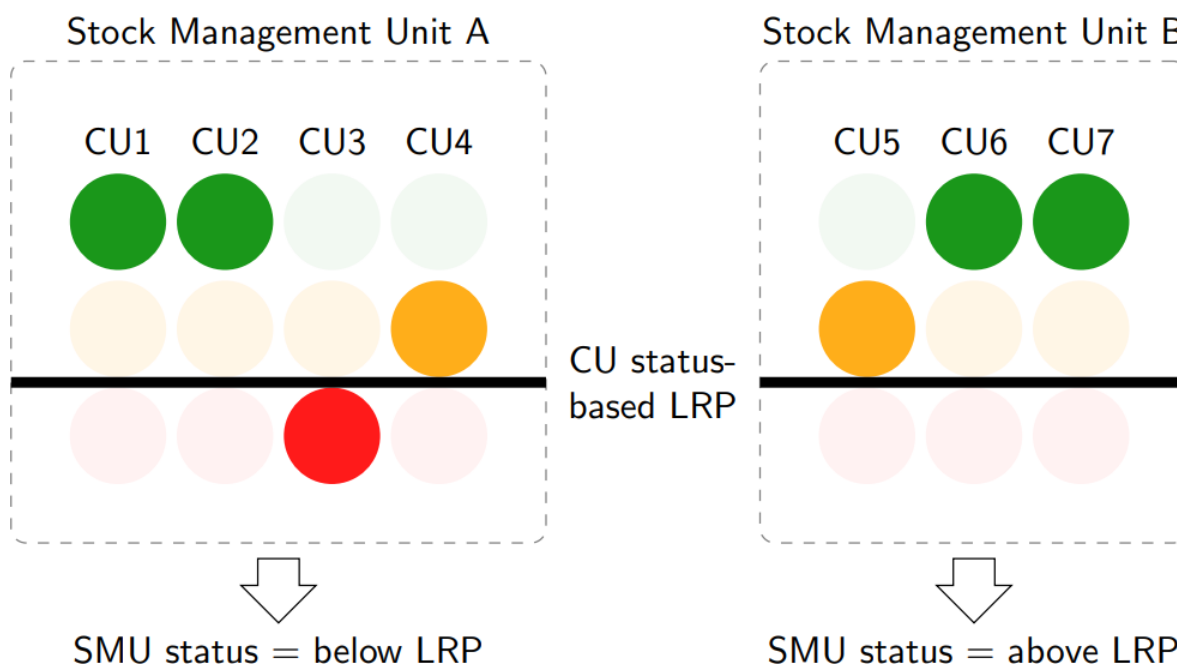 Stock Management Unit A
Stock Management Unit B
CU1 CU2 CU3 CU4
CU5 CU6 CU7
CU status-
based LRP
SMU status = below LRP
SMU status = above LRP